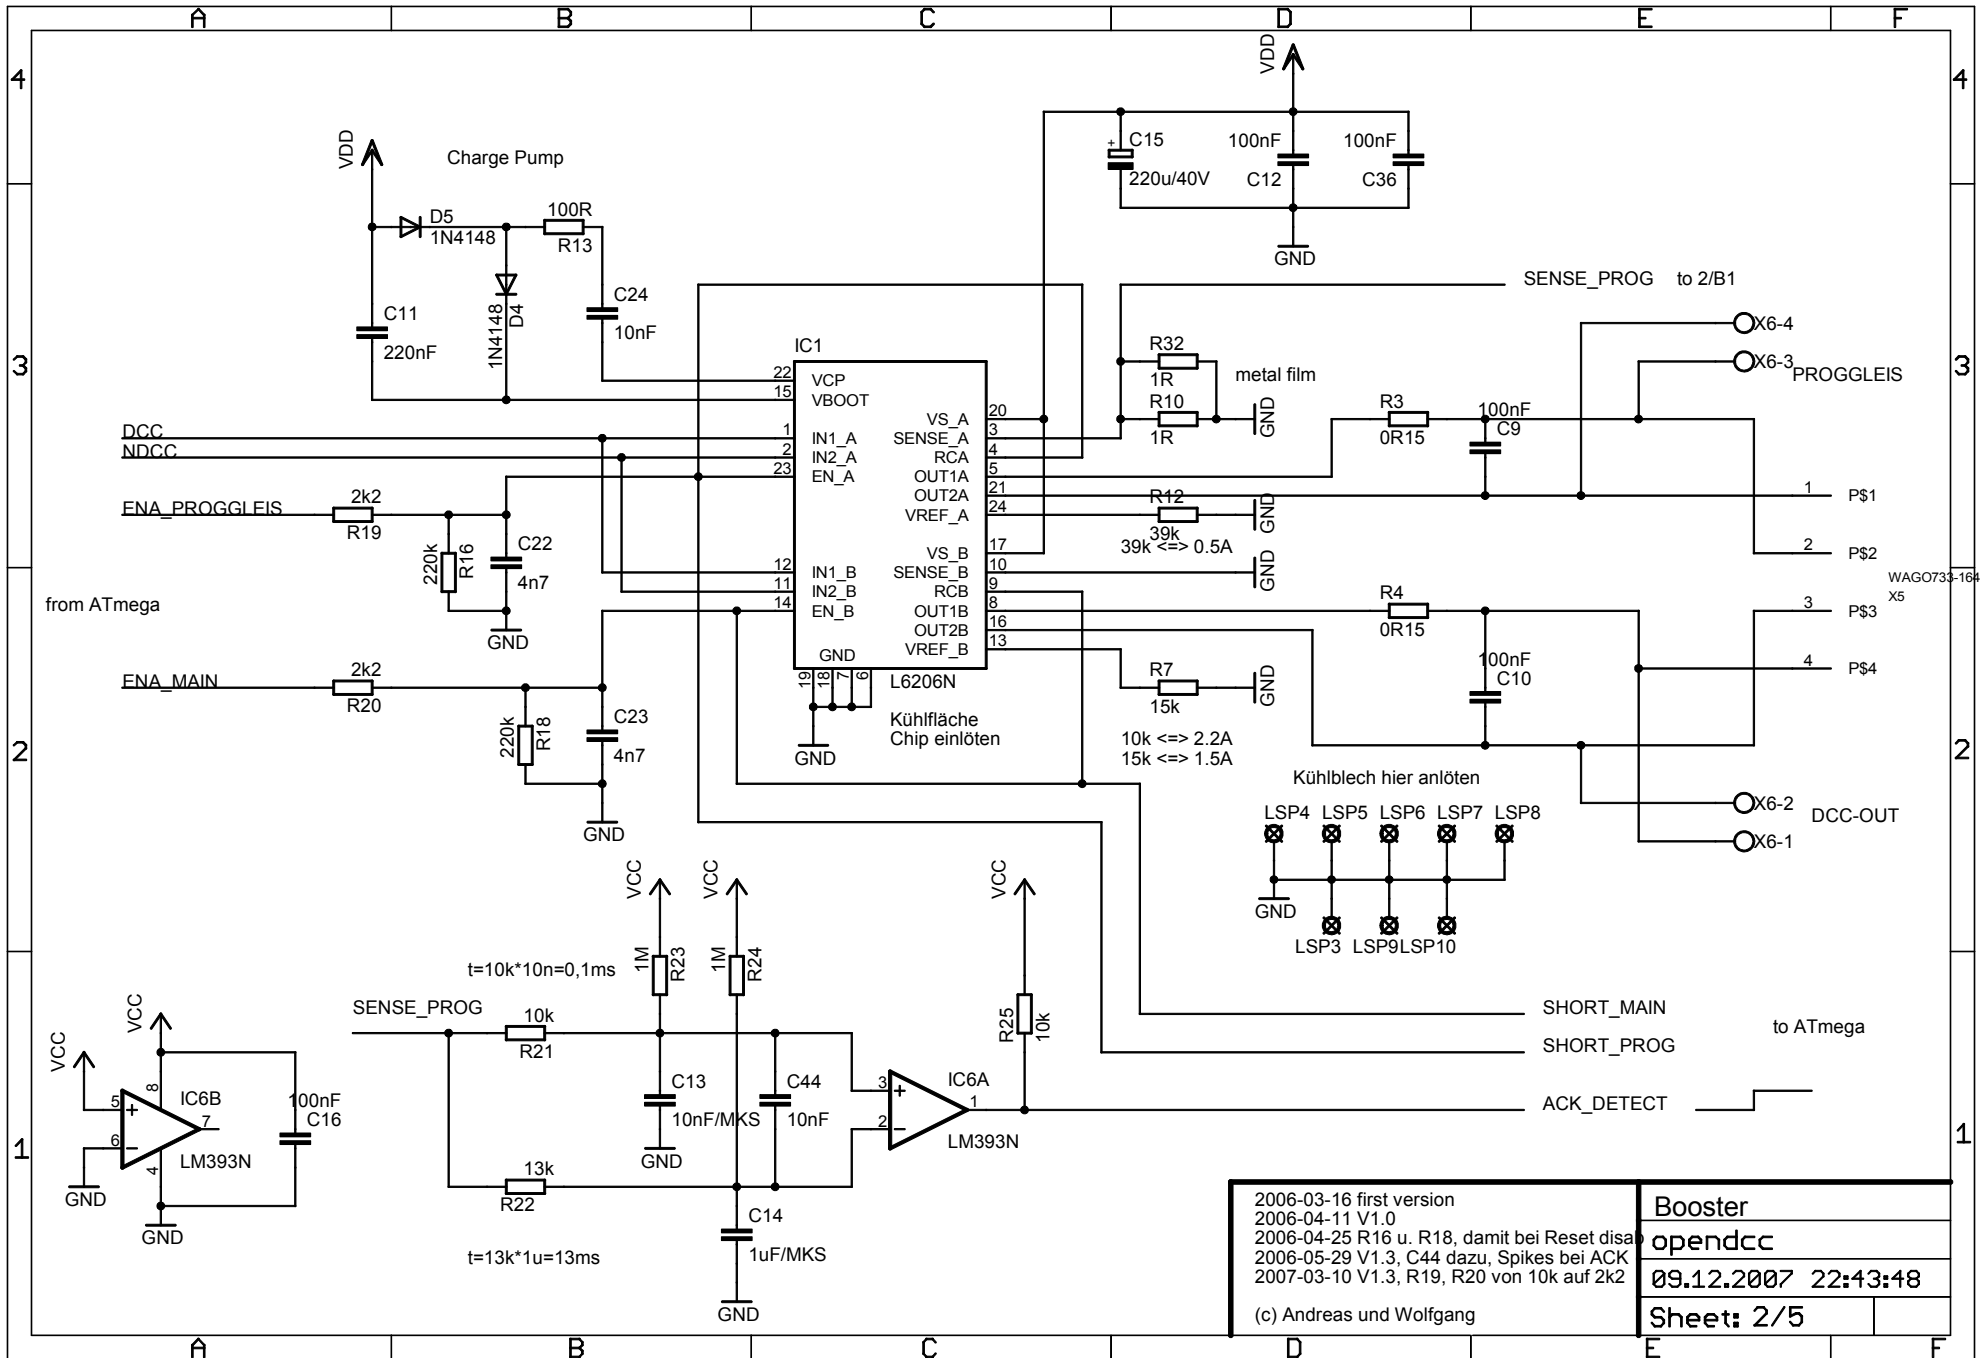 A B C D E F
4 4
VDD
VDD
Charge Pump
C15
+
220u/40V
100nF
C12
100nF
C36
GND
D5
1N4148
100R
R13
1N4148
D4
C24
10nF
C11
220nF
SENSE_PROG to 2/B1
X6-4
X6-3
PROGGLEIS
3 3
IC1
22 VCP
15 VBOOT
1 IN1_A
2 IN2_A
23 EN_A
12 IN1_B
11 IN2_B
14 EN_B
VS_A 20
SENSE_A 3
RCA 4
OUT1A 5
OUT2A 21
VREF_A 24
VS_B 17
SENSE_B 10
RCB 9
OUT1B 8
OUT2B 16
VREF_B 13
GND
19 18 7 6
L6206N
Kühlfläche
Chip einlöten
GND
R32
1R
R10
1R
metal film
GND
R3
0R15
100nF
C9
R12
39k
39k <=> 0.5A
GND
GND
R4
0R15
100nF
C10
R7
15k
GND
10k <=> 2.2A
15k <=> 1.5A
1 P$1
2 P$2
WAGO733-164
X5
3 P$3
4 P$4
DCC
NDCC
ENA_PROGGLEIS
2k2
R19
220k
R16
C22
4n7
GND
from ATmega
ENA_MAIN
2k2
R20
220k
R18
C23
4n7
GND
2 2
Kühlblech hier anlöten
LSP4 LSP5 LSP6 LSP7 LSP8
GND
LSP3 LSP9 LSP10
X6-2
DCC-OUT
X6-1
VCC
VCC
VCC
1M
R23
1M
R24
R25
10k
t=10k*10n=0,1ms
SENSE_PROG
10k
R21
C13
10nF/MKS
GND
C44
10nF
3 +
2 −
1
IC6A
LM393N
13k
R22
C14
1uF/MKS
GND
t=13k*1u=13ms
VCC
VCC
5 +
6 −
8
7
4
IC6B
LM393N
100nF
C16
GND
GND
SHORT_MAIN
to ATmega
SHORT_PROG
ACK_DETECT
1 1
2006-03-16 first version
2006-04-11 V1.0
2006-04-25 R16 u. R18, damit bei Reset disab
2006-05-29 V1.3, C44 dazu, Spikes bei ACK
2007-03-10 V1.3, R19, R20 von 10k auf 2k2
(c) Andreas und Wolfgang
Booster
opendcc
09.12.2007 22:43:48
Sheet: 2/5
A B C D E F